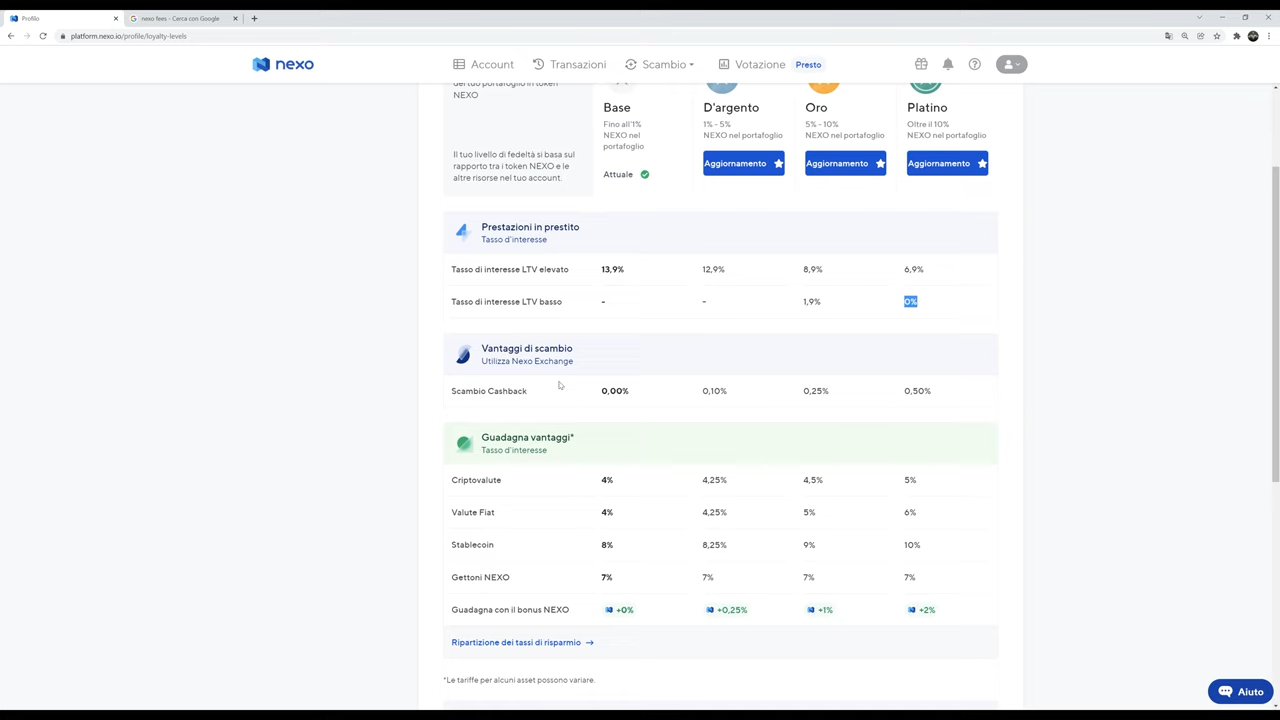 Profilo
nexo fees - Cerca con Google
platform.nexo.io/profile/loyalty-levels
nexo
Account
Transazioni
Scambio
Votazione
Presto
del tuo portafoglio in token
NEXO
Il tuo livello di fedeltà si basa sul
rapporto tra i token NEXO e le
altre risorse nel tuo account.
Base
Fino all'1%
NEXO nel
portafoglio
Attuale
D'argento
1% - 5%
NEXO nel portafoglio
Aggiornamento
Oro
5% - 10%
NEXO nel portafoglio
Aggiornamento
Platino
Oltre il 10%
NEXO nel portafoglio
Aggiornamento
Prestazioni in prestito
Tasso d'interesse
Tasso di interesse LTV elevato 13,9% 12,9% 8,9% 6,9%
Tasso di interesse LTV basso - - 1,9% 0%
Vantaggi di scambio
Utilizza Nexo Exchange
Scambio Cashback 0,00% 0,10% 0,25% 0,50%
Guadagna vantaggi*
Tasso d'interesse
Criptovalute 4% 4,25% 4,5% 5%
Valute Fiat 4% 4,25% 5% 6%
Stablecoin 8% 8,25% 9% 10%
Gettoni NEXO 7% 7% 7% 7%
Guadagna con il bonus NEXO +0% +0,25% +1% +2%
Ripartizione dei tassi di risparmio →
*Le tariffe per alcuni asset possono variare.
Aiuto